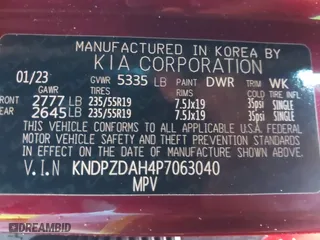 MANUFACTURED IN KOREA BY
KIA CORPORATION
01/23 GVWR 5335 LB PAINT DWR TRIM WK
GAWR TIRES RIMS COLD TIRE INFLATION
FRONT 2777 LB 235/55R19 7.5Jx19 35psi SINGLE
REAR 2645 LB 235/55R19 7.5Jx19 35psi SINGLE
THIS VEHICLE CONFORMS TO ALL APPLICABLE
FEDERAL MOTOR VEHICLE SAFETY AND THEFT
PREVENTION STANDARDS IN EFFECT ON THE DATE
OF MANUFACTURE SHOWN ABOVE.
V.I.N KNDPZDAH4P7063040
MPV
DREAMBID